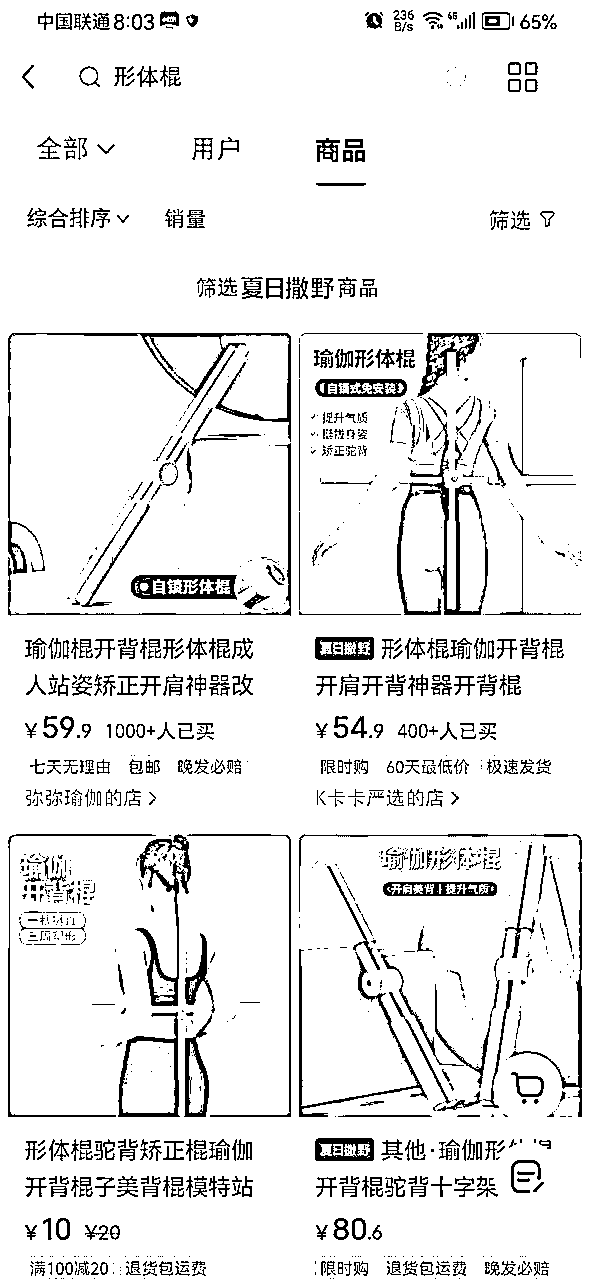 中国联通8:03
236 B/s 4G 65%
形体棍
全部 用户 商品
综合排序 销量 筛选
筛选夏日撒野商品
自锁形体棍
瑜伽形体棍
自锁式免安装
提升气质
挺拔身姿
矫正驼背
瑜伽棍开背棍形体棍成
人站姿矫正开肩神器改
¥59.9 1000+人已买
七天无理由 包邮 晚发必赔
弥弥瑜伽的店
夏日撒野 形体棍瑜伽开背棍
开肩开背神器开背棍
¥54.9 400+人已买
限时购 60天最低价 极速发货
K卡卡严选的店
瑜伽
开背棍
瑜伽形体棍
开肩美背|提升气质
形体棍驼背矫正棍瑜伽
开背棍子美背棍模特站
¥10 ¥20
满100减20 退货包运费
夏日撒野 其他·瑜伽形
开背棍驼背十字架
¥80.6
限时购 退货包运费 晚发必赔